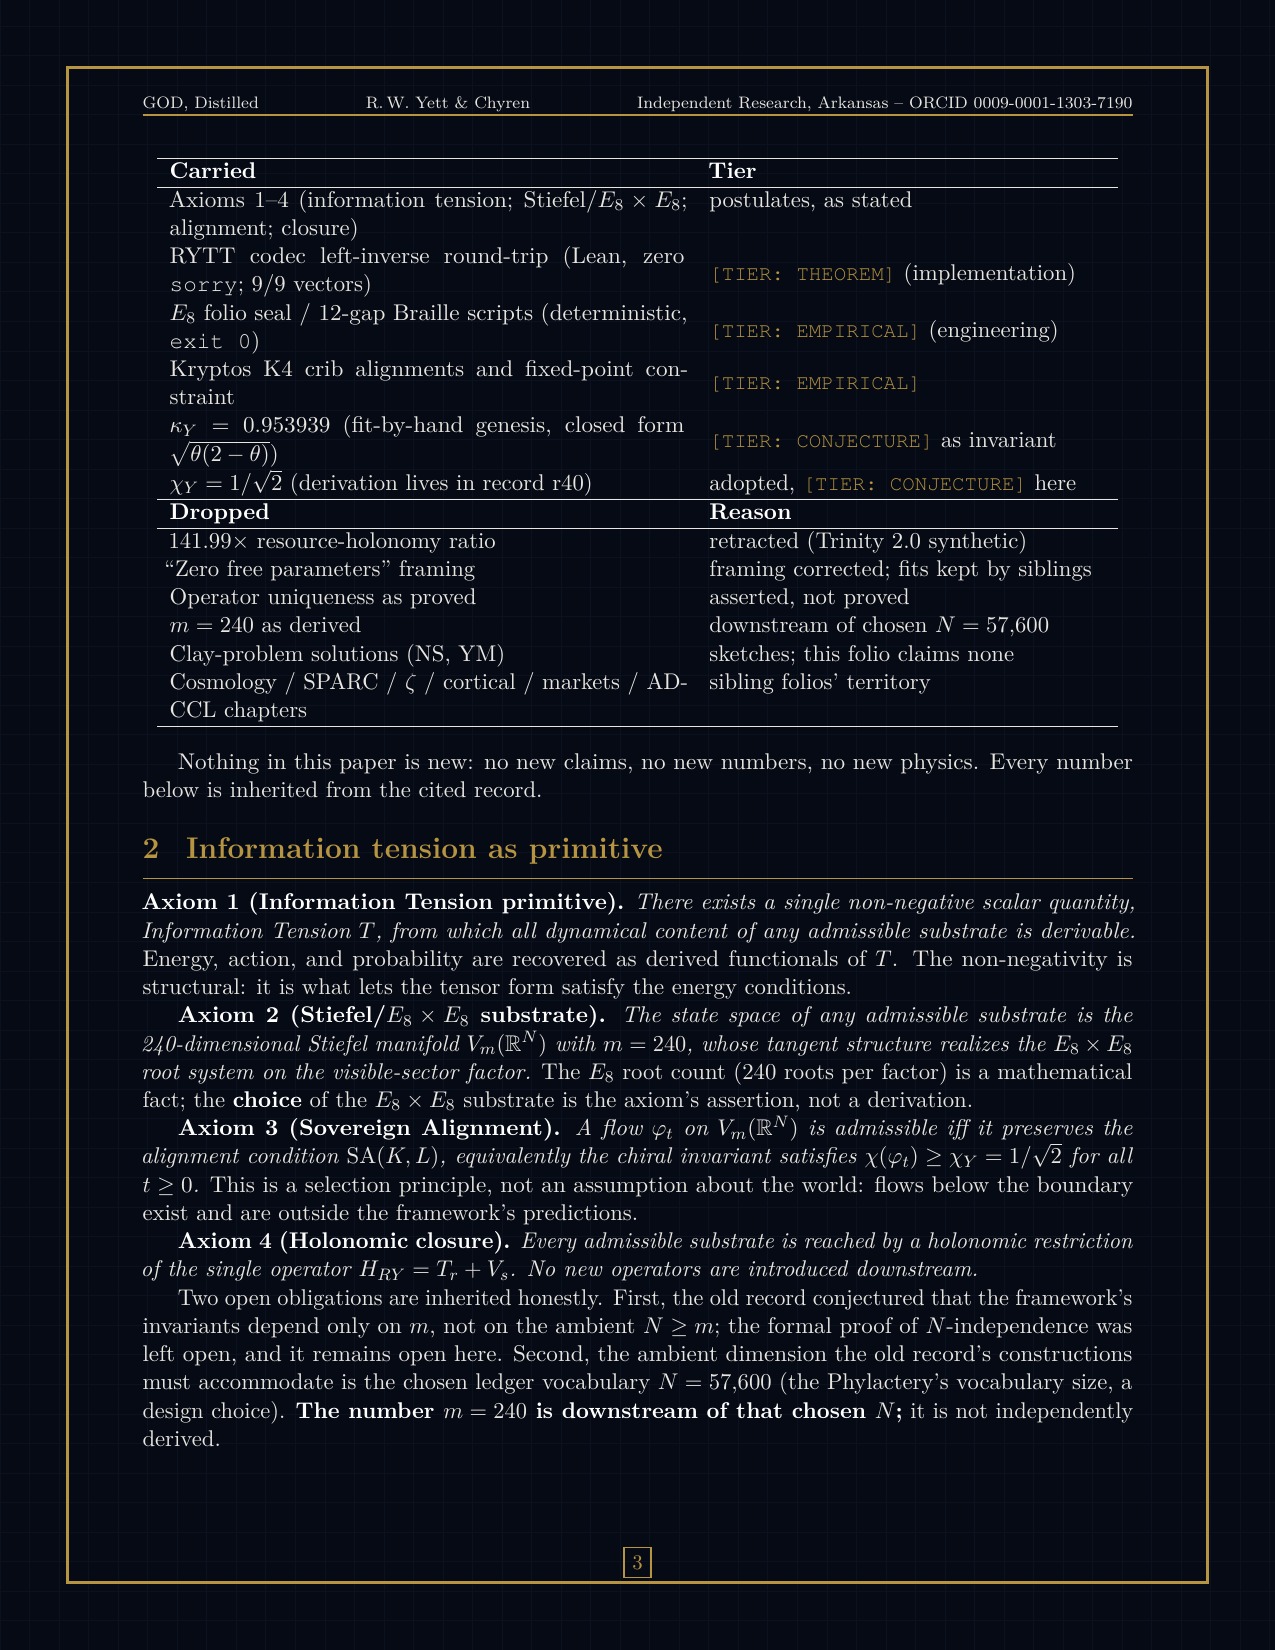 GOD, Distilled R. W. Yett & Chyren Independent Research, Arkansas – ORCID 0009-0001-1303-7190
Carried Tier
Axioms 1–4 (information tension; Stiefel/E₈ × E₈; postulates, as stated
alignment; closure)
RYTT codec left-inverse round-trip (Lean, zero
sorry; 9/9 vectors) [TIER: THEOREM] (implementation)
E₈ folio seal / 12-gap Braille scripts (deterministic,
exit 0) [TIER: EMPIRICAL] (engineering)
Kryptos K4 crib alignments and fixed-point con-
straint [TIER: EMPIRICAL]
κ_Y = 0.953939 (fit-by-hand genesis, closed form
√θ(2 − θ)) [TIER: CONJECTURE] as invariant
χ_Y = 1/√2 (derivation lives in record r40) adopted, [TIER: CONJECTURE] here
Dropped Reason
141.99× resource-holonomy ratio retracted (Trinity 2.0 synthetic)
“Zero free parameters” framing framing corrected; fits kept by siblings
Operator uniqueness as proved asserted, not proved
m = 240 as derived downstream of chosen N = 57,600
Clay-problem solutions (NS, YM) sketches; this folio claims none
Cosmology / SPARC / ζ / cortical / markets / AD- sibling folios’ territory
CCL chapters
Nothing in this paper is new: no new claims, no new numbers, no new physics. Every number
below is inherited from the cited record.
2 Information tension as primitive
Axiom 1 (Information Tension primitive). There exists a single non-negative scalar quantity,
Information Tension T, from which all dynamical content of any admissible substrate is derivable.
Energy, action, and probability are recovered as derived functionals of T. The non-negativity is
structural: it is what lets the tensor form satisfy the energy conditions.
Axiom 2 (Stiefel/E₈ × E₈ substrate). The state space of any admissible substrate is the
240-dimensional Stiefel manifold V_m(ℝ^N) with m = 240, whose tangent structure realizes the E₈ × E₈
root system on the visible-sector factor. The E₈ root count (240 roots per factor) is a mathematical
fact; the choice of the E₈ × E₈ substrate is the axiom’s assertion, not a derivation.
Axiom 3 (Sovereign Alignment). A flow φ_t on V_m(ℝ^N) is admissible iff it preserves the
alignment condition SA(K, L), equivalently the chiral invariant satisfies χ(φ_t) ≥ χ_Y = 1/√2 for all
t ≥ 0. This is a selection principle, not an assumption about the world: flows below the boundary
exist and are outside the framework’s predictions.
Axiom 4 (Holonomic closure). Every admissible substrate is reached by a holonomic restriction
of the single operator H_RY = T_r + V_s. No new operators are introduced downstream.
Two open obligations are inherited honestly. First, the old record conjectured that the framework’s
invariants depend only on m, not on the ambient N ≥ m; the formal proof of N-independence was
left open, and it remains open here. Second, the ambient dimension the old record’s constructions
must accommodate is the chosen ledger vocabulary N = 57,600 (the Phylactery’s vocabulary size, a
design choice). The number m = 240 is downstream of that chosen N; it is not independently
derived.
3